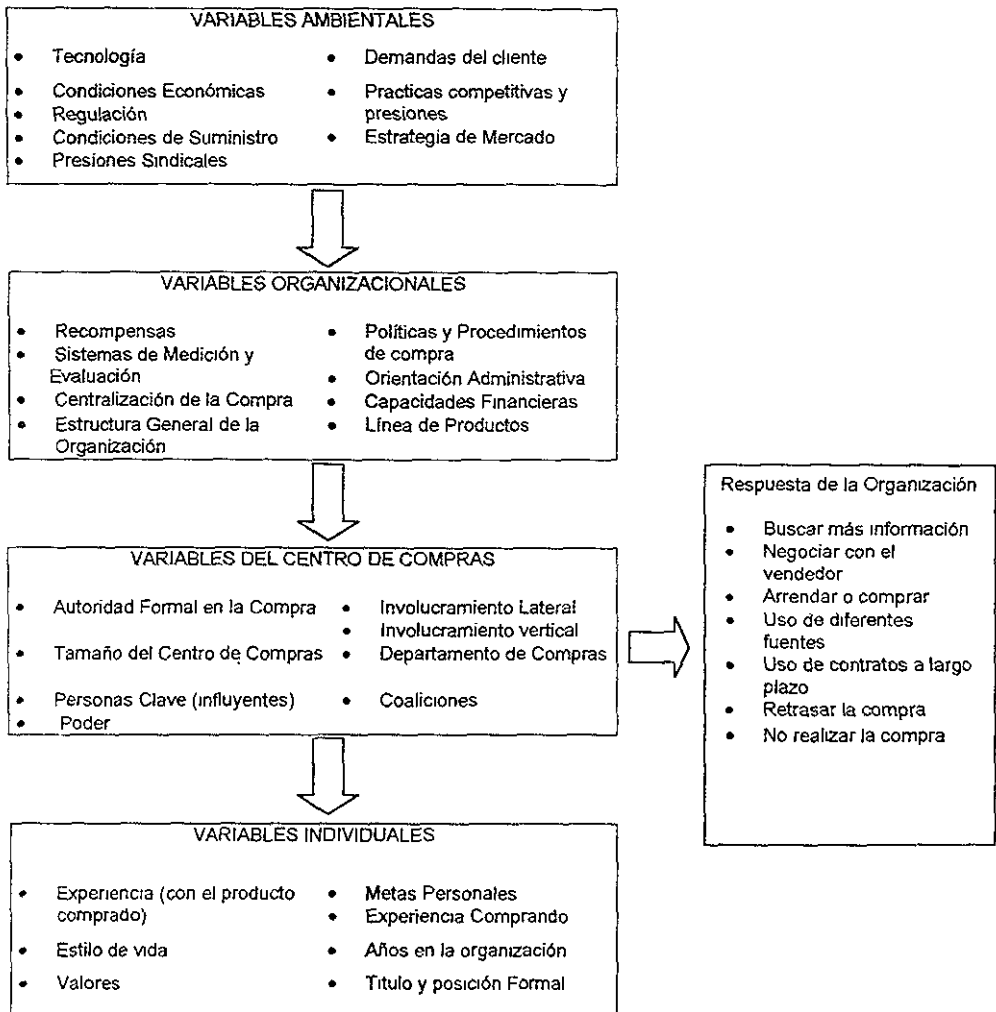 VARIABLES AMBIENTALES
• Tecnología
• Condiciones Económicas
• Regulación
• Condiciones de Suministro
• Presiones Sindicales
• Demandas del cliente
• Practicas competitivas y
presiones
• Estrategia de Mercado
VARIABLES ORGANIZACIONALES
• Recompensas
• Sistemas de Medición y
Evaluación
• Centralización de la Compra
• Estructura General de la
Organización
• Políticas y Procedimientos
de compra
• Orientación Administrativa
• Capacidades Financieras
• Línea de Productos
VARIABLES DEL CENTRO DE COMPRAS
• Autoridad Formal en la Compra
• Tamaño del Centro de Compras
• Personas Clave (influyentes)
• Poder
• Involucramiento Lateral
• Involucramiento vertical
• Departamento de Compras
• Coaliciones
Respuesta de la Organización
• Buscar más información
• Negociar con el
vendedor
• Arrendar o comprar
• Uso de diferentes
fuentes
• Uso de contratos a largo
plazo
• Retrasar la compra
• No realizar la compra
VARIABLES INDIVIDUALES
• Experiencia (con el producto
comprado)
• Estilo de vida
• Valores
• Metas Personales
• Experiencia Comprando
• Años en la organización
• Titulo y posición Formal